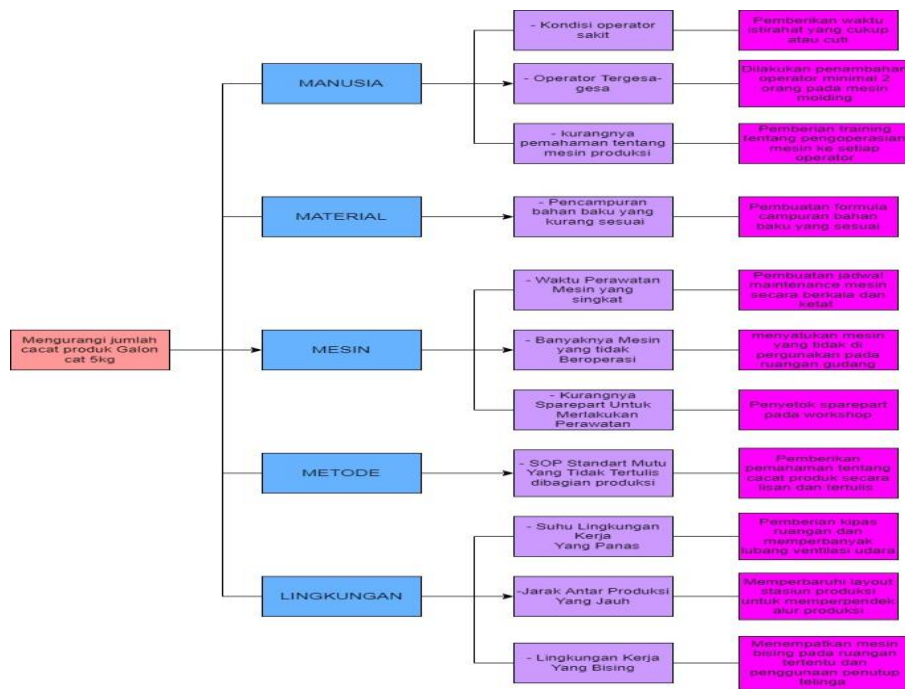 Mengurangi jumlah
cacat produk Galon
cat 5kg
MANUSIA
- Kondisi operator
sakit
Pemberikan waktu
istirahat yang cukup
atau cuti
- Operator Tergesa-
gesa
Dilakukan penambahan
operator minimal 2
orang pada mesin
molding
- kurangnya
pemahaman tentang
mesin produksi
Pemberian training
tentang pengoperasian
mesin ke setiap
operator
MATERIAL
- Pencampuran
bahan baku yang
kurang sesuai
Pembuatan formula
campuran bahan
baku yang sesuai
MESIN
- Waktu Perawatan
Mesin yang
singkat
Pembuatan jadwal
maintenance mesin
secara berkala dan
ketat
- Banyaknya Mesin
yang tidak
Beroperasi
menyatukan mesin
yang tidak di
pergunakan pada
ruangan gudang
- Kurangnya
Sparepart Untuk
Merlakukan
Perawatan
Penyetok sparepart
pada workshop
METODE
- SOP Standart Mutu
Yang Tidak Tertulis
dibagian produksi
Pemberikan
pemahaman tentang
cacat produk secara
lisan dan tertulis
LINGKUNGAN
- Suhu Lingkungan
Kerja
Yang Panas
Pemberian kipas
ruangan dan
memperbanyak
lubang ventilasi udara
-Jarak Antar Produksi
Yang Jauh
Memperbaruhi layout
stasiun produksi
untuk memperpendek
alur produksi
- Lingkungan Kerja
Yang Bising
Menempatkan mesin
bising pada ruangan
tertentu dan
penggunaan penutup
telinga